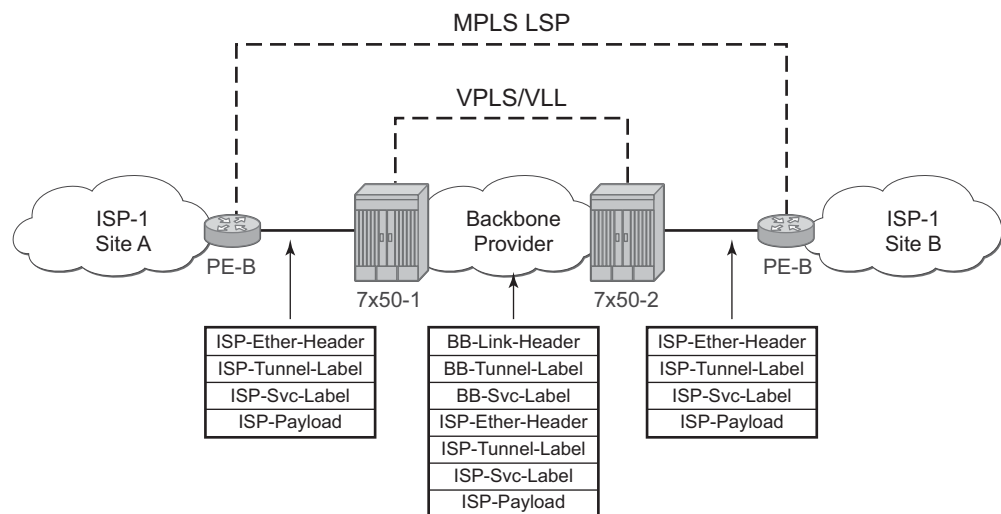 MPLS LSP
VPLS/VLL
ISP-1
Site A
PE-B
7x50-1
Backbone
Provider
7x50-2
PE-B
ISP-1
Site B
ISP-Ether-Header
ISP-Tunnel-Label
ISP-Svc-Label
ISP-Payload
BB-Link-Header
BB-Tunnel-Label
BB-Svc-Label
ISP-Ether-Header
ISP-Tunnel-Label
ISP-Svc-Label
ISP-Payload
ISP-Ether-Header
ISP-Tunnel-Label
ISP-Svc-Label
ISP-Payload